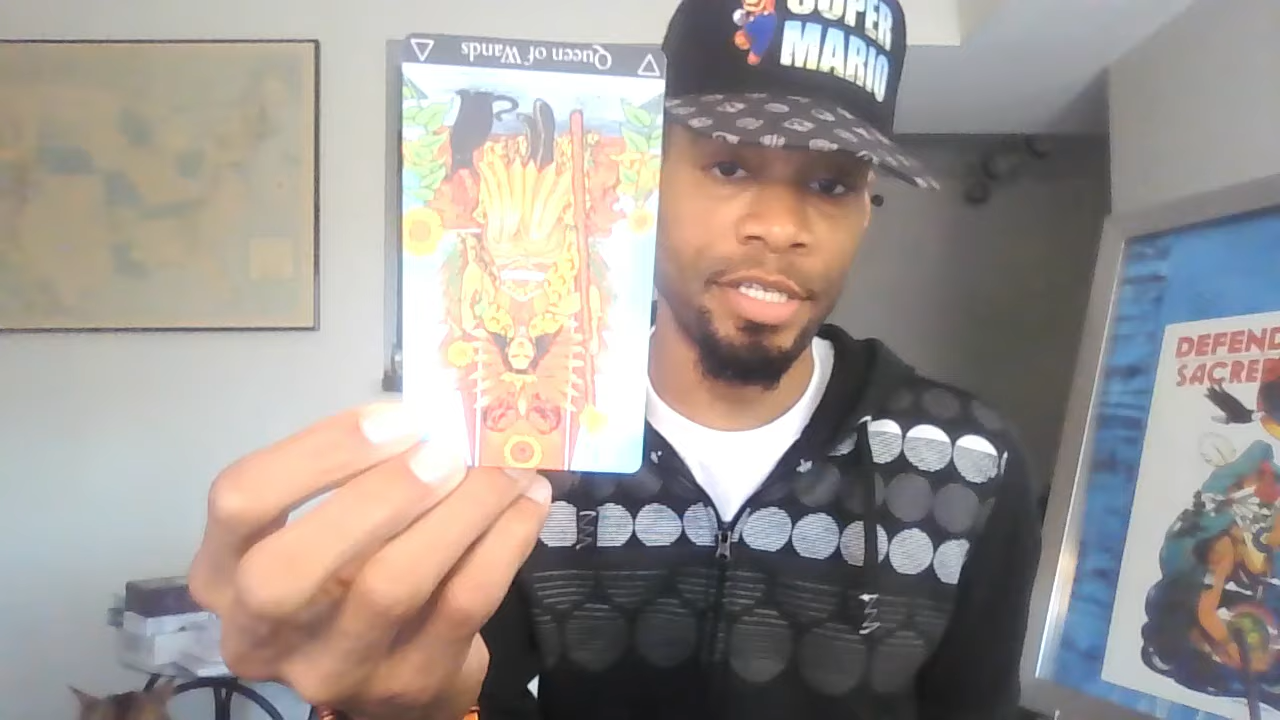 Queen of Wands
SUPER
MARIO
DEFEND
SACRED